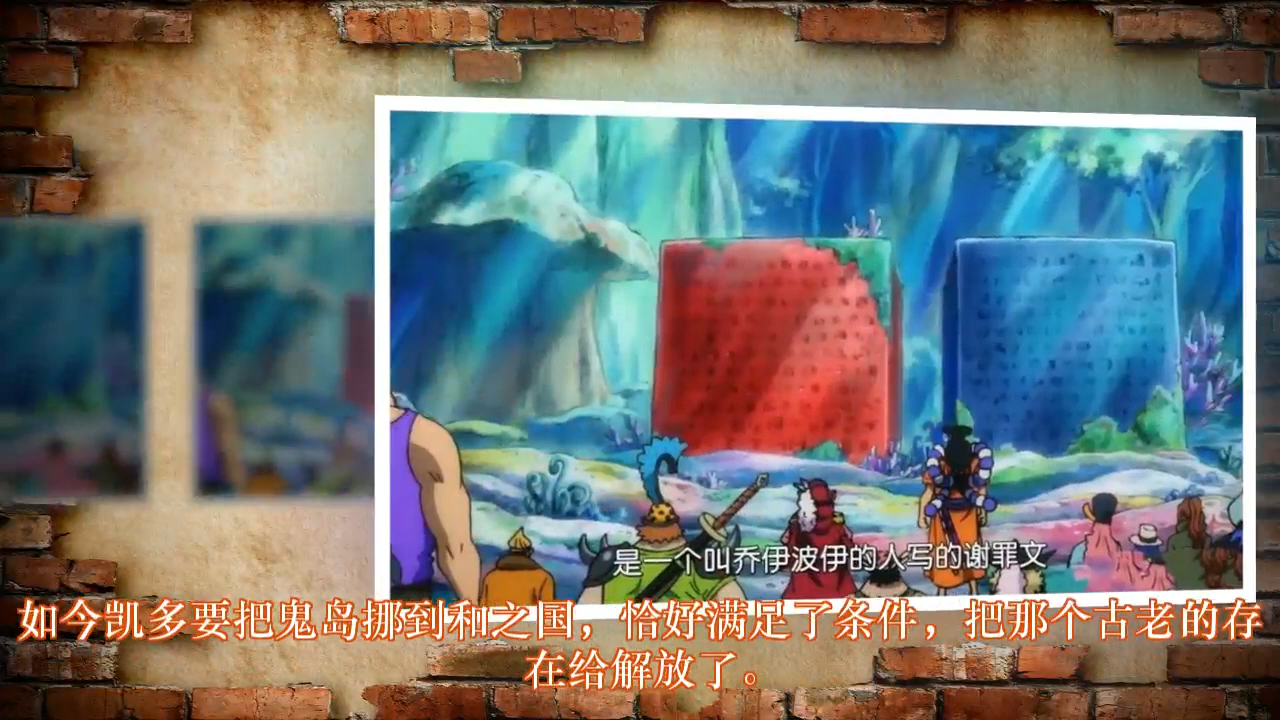 是一个叫乔伊波伊的人写的谢罪文
如今凯多要把鬼岛挪到和之国，恰好满足了条件，把那个古老的存
在给解放了。